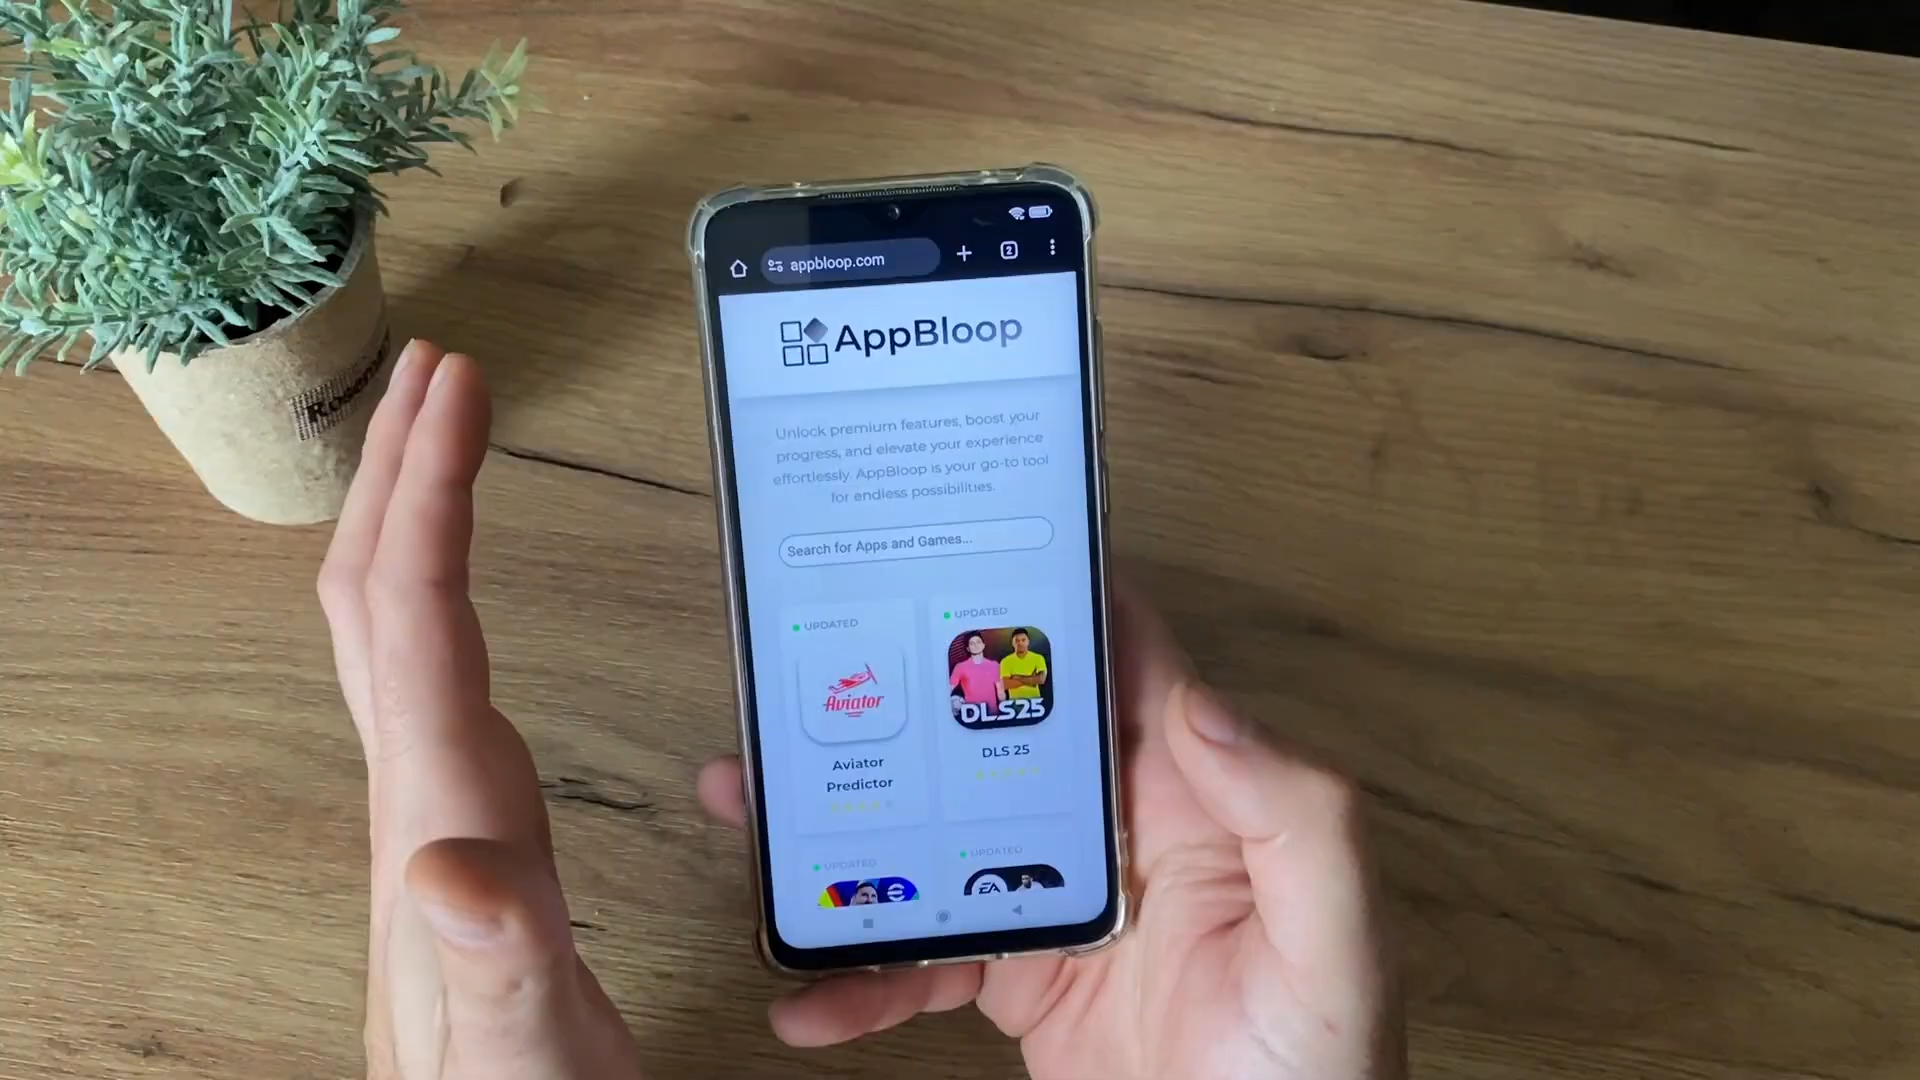 appbloop.com
2
AppBloop
Unlock premium features, boost your
progress, and elevate your experience
effortlessly. AppBloop is your go-to tool
for endless possibilities.
Search for Apps and Games...
UPDATED
Aviator
Aviator
Predictor
UPDATED
DLS25
DLS 25
UPDATED
UPDATED
EA